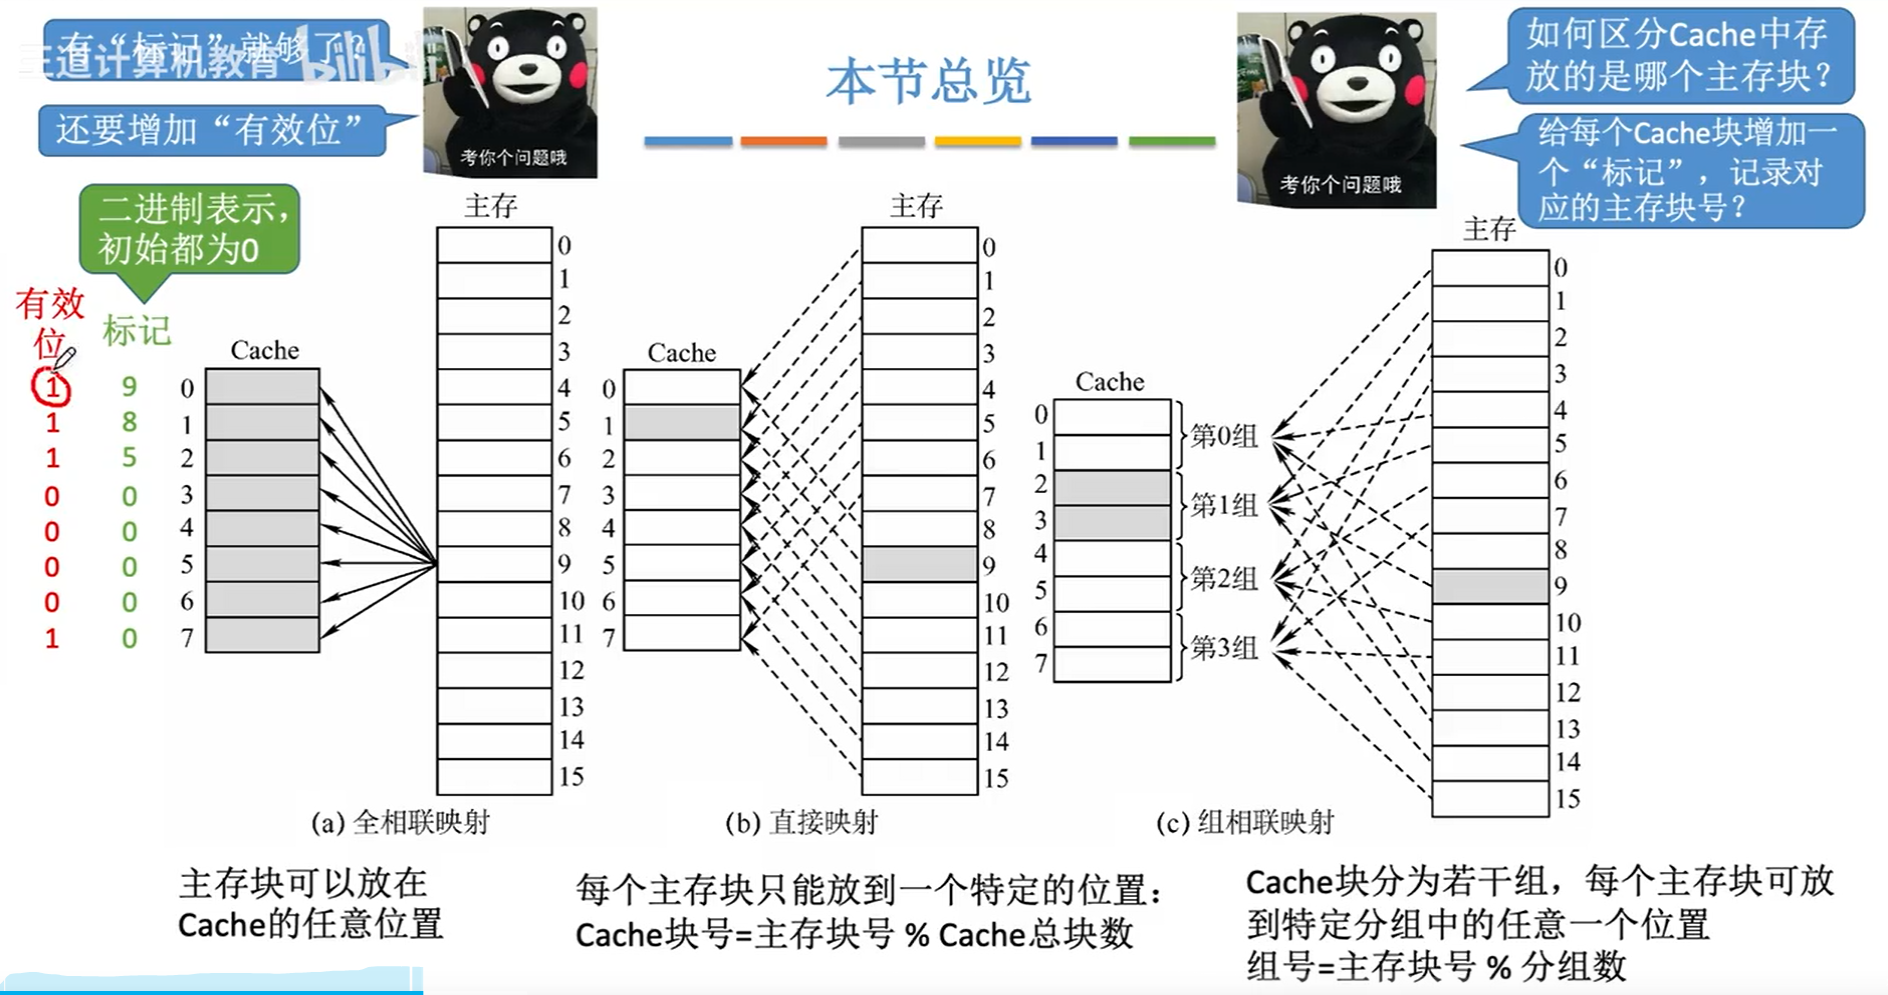 有“标记”就够了？
王道计算机教育
bilibili
还要增加“有效位”
考你个问题哦
本节总览
考你个问题哦
如何区分Cache中存
放的是哪个主存块？
给每个Cache块增加一
个“标记”，记录对
应的主存块号？
二进制表示，
初始都为0
有效
位
标记
1 9
1 8
1 5
0 0
0 0
0 0
0 0
1 0
Cache
0
1
2
3
4
5
6
7
主存
0
1
2
3
4
5
6
7
8
9
10
11
12
13
14
15
(a) 全相联映射
主存块可以放在
Cache的任意位置
Cache
0
1
2
3
4
5
6
7
主存
0
1
2
3
4
5
6
7
8
9
10
11
12
13
14
15
(b) 直接映射
每个主存块只能放到一个特定的位置：
Cache块号=主存块号 % Cache总块数
Cache
0
1
2
3
4
5
6
7
第0组
第1组
第2组
第3组
主存
0
1
2
3
4
5
6
7
8
9
10
11
12
13
14
15
(c) 组相联映射
Cache块分为若干组，每个主存块可放
到特定分组中的任意一个位置
组号=主存块号 % 分组数